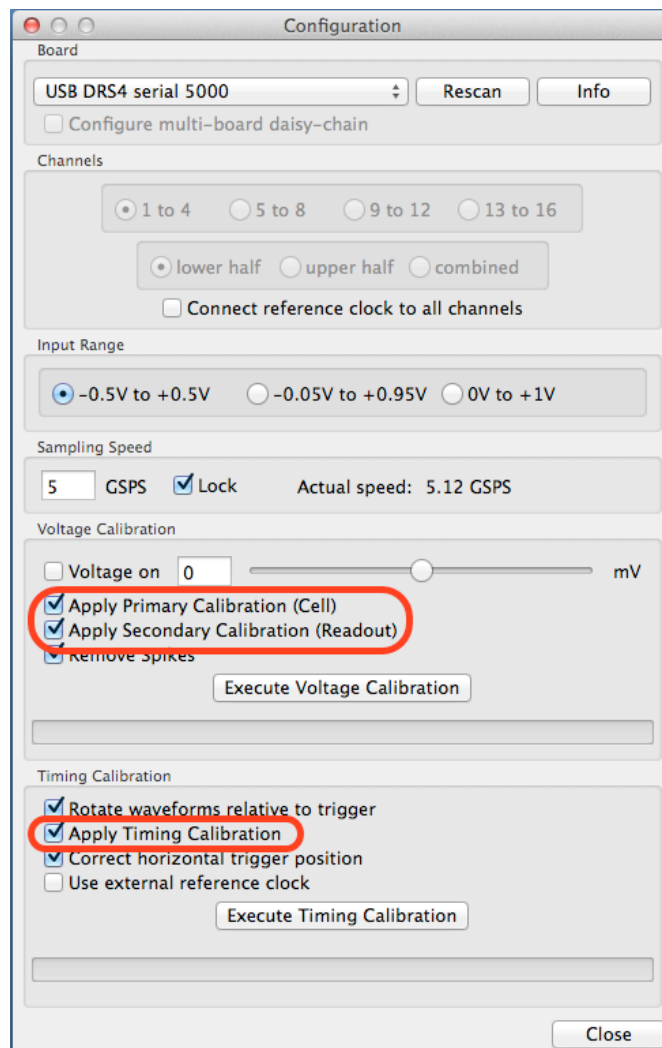 Configuration
Board
USB DRS4 serial 5000 Rescan Info
Configure multi-board daisy-chain
Channels
1 to 4 5 to 8 9 to 12 13 to 16
lower half upper half combined
Connect reference clock to all channels
Input Range
-0.5V to +0.5V -0.05V to +0.95V 0V to +1V
Sampling Speed
5 GSPS Lock Actual speed: 5.12 GSPS
Voltage Calibration
Voltage on 0 mV
Apply Primary Calibration (Cell)
Apply Secondary Calibration (Readout)
Remove Spikes
Execute Voltage Calibration
Timing Calibration
Rotate waveforms relative to trigger
Apply Timing Calibration
Correct horizontal trigger position
Use external reference clock
Execute Timing Calibration
Close